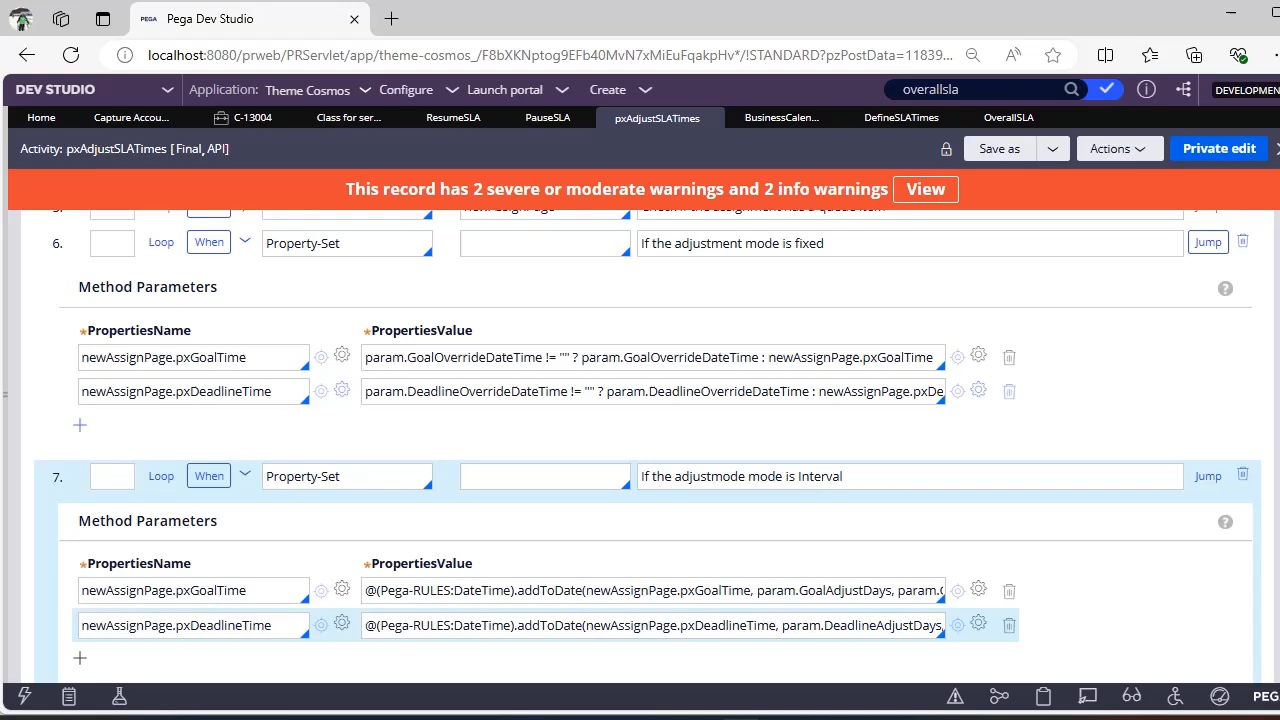 PEGA Pega Dev Studio
localhost:8080/prweb/PRServlet/app/theme-cosmos_/F8bXKNptog9EFb40MvN7xMiEuFqakpHv*/!STANDARD?pzPostData=11839...
DEV STUDIO Application: Theme Cosmos Configure Launch portal Create overallsla DEVELOPMEN
Home Capture Accou... C-13004 Class for ser... ResumeSLA PauseSLA pxAdjustSLATimes BusinessCalen... DefineSLATimes OverallSLA
Activity: pxAdjustSLATimes [Final, API] Save as Actions Private edit
This record has 2 severe or moderate warnings and 2 info warnings View
6. Loop When Property-Set If the adjustment mode is fixed Jump
Method Parameters
*PropertiesName *PropertiesValue
newAssignPage.pxGoalTime param.GoalOverrideDateTime != "" ? param.GoalOverrideDateTime : newAssignPage.pxGoalTime
newAssignPage.pxDeadlineTime param.DeadlineOverrideDateTime != "" ? param.DeadlineOverrideDateTime : newAssignPage.pxDe
7. Loop When Property-Set If the adjustmode mode is Interval Jump
Method Parameters
*PropertiesName *PropertiesValue
newAssignPage.pxGoalTime @(Pega-RULES:DateTime).addToDate(newAssignPage.pxGoalTime, param.GoalAdjustDays, param.
newAssignPage.pxDeadlineTime @(Pega-RULES:DateTime).addToDate(newAssignPage.pxDeadlineTime, param.DeadlineAdjustDays,
PEG